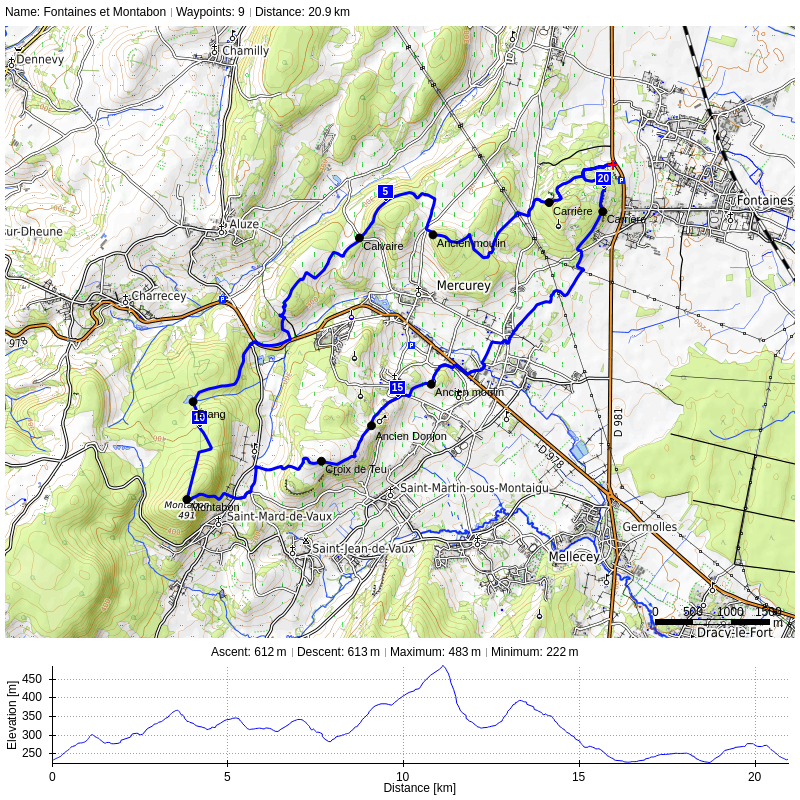 Name: Fontaines et Montabon | Waypoints: 9 | Distance: 20.9 km
Chamilly
Dennevy
5
20
Fontaines
Carrière
Carrière
sur-Dheune
Aluze
Calvaire
Ancien moulin
Mercurey
Charrecey
978
15
Ancien moulin
Étang
10
D 981
Ancien Donjon
D 978
Croix de Teu
Saint-Martin-sous-Montaigu
Montabon
491
Montabon
Saint-Mard-de-Vaux
Germolles
Saint-Jean-de-Vaux
Mellecey
0 500 1000 1500
m
Dracy-le-Fort
Ascent: 612 m | Descent: 613 m | Maximum: 483 m | Minimum: 222 m
Elevation [m]
450
400
350
300
250
0 5 10 15 20
Distance [km]